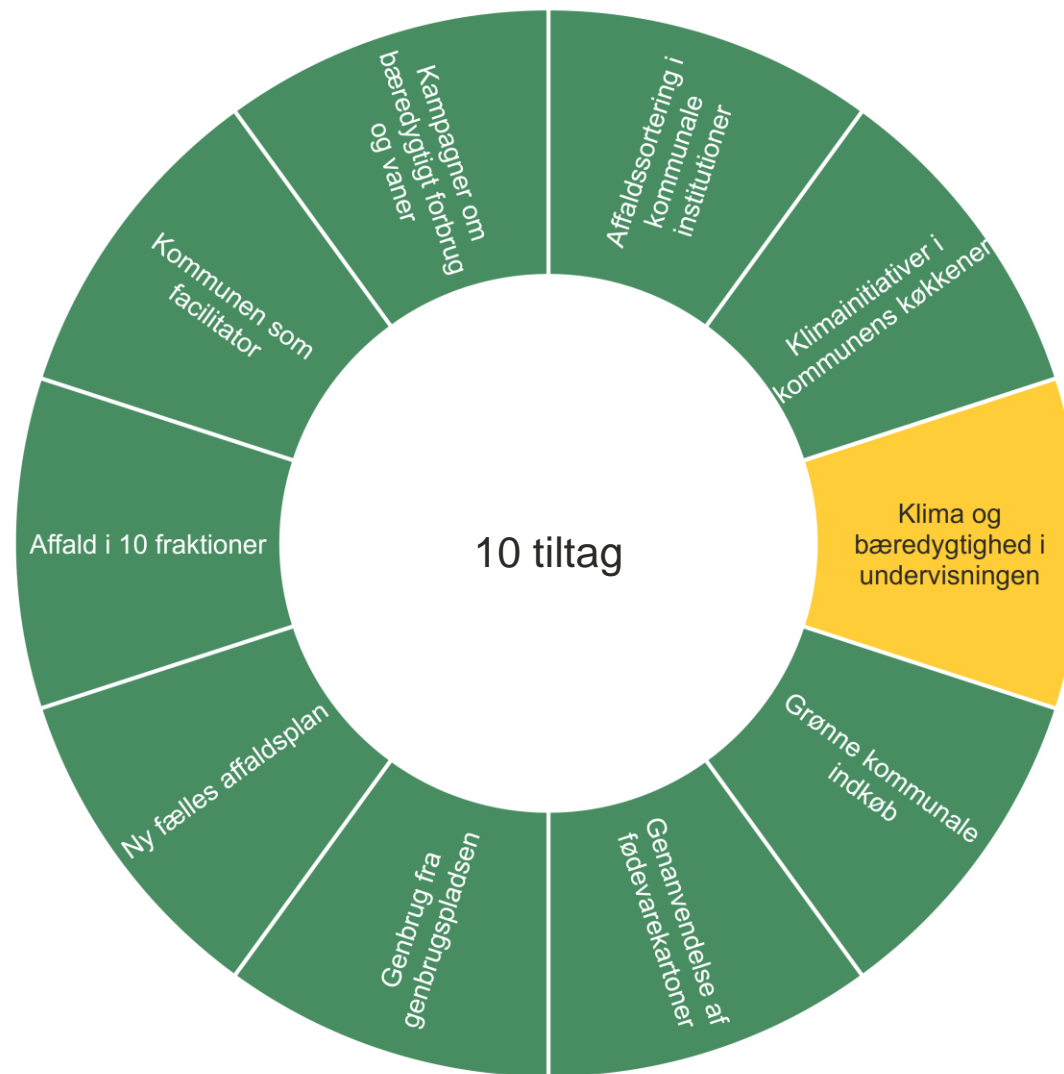 Affaldssortering i
kommunale
institutioner
Klimainitiativer i
kommunens køkkener
Klima og
bæredygtighed i
undervisningen
Grønne kommunale
indkøb
Genanvendelse af
fødevarekartoner
Genbrug fra
genbrugspladsen
Ny fælles affaldsplan
Affald i 10 fraktioner
Kommunen som
facilitator
Kampagner om
bæredygtigt forbrug
og vaner
10 tiltag